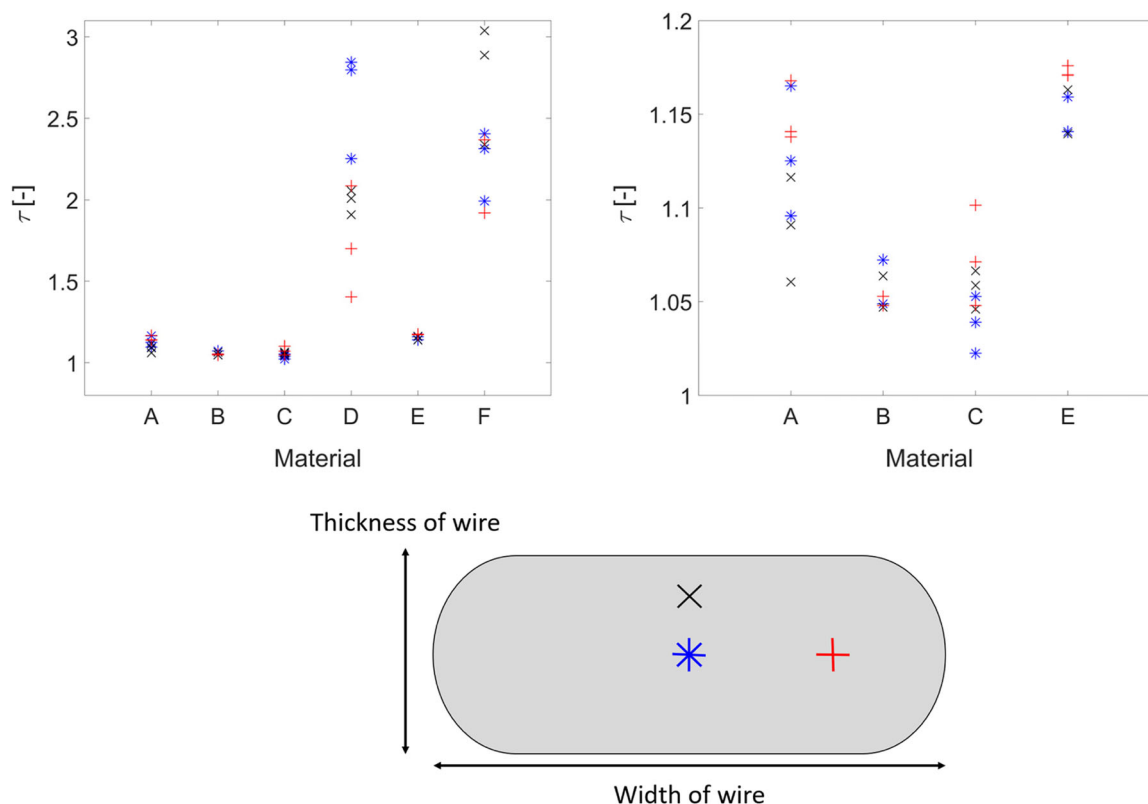 3
2.5
2
1.5
1
τ [-]
A B C D E F
Material
1.2
1.15
1.1
1.05
1
τ [-]
A B C E
Material
Thickness of wire
Width of wire